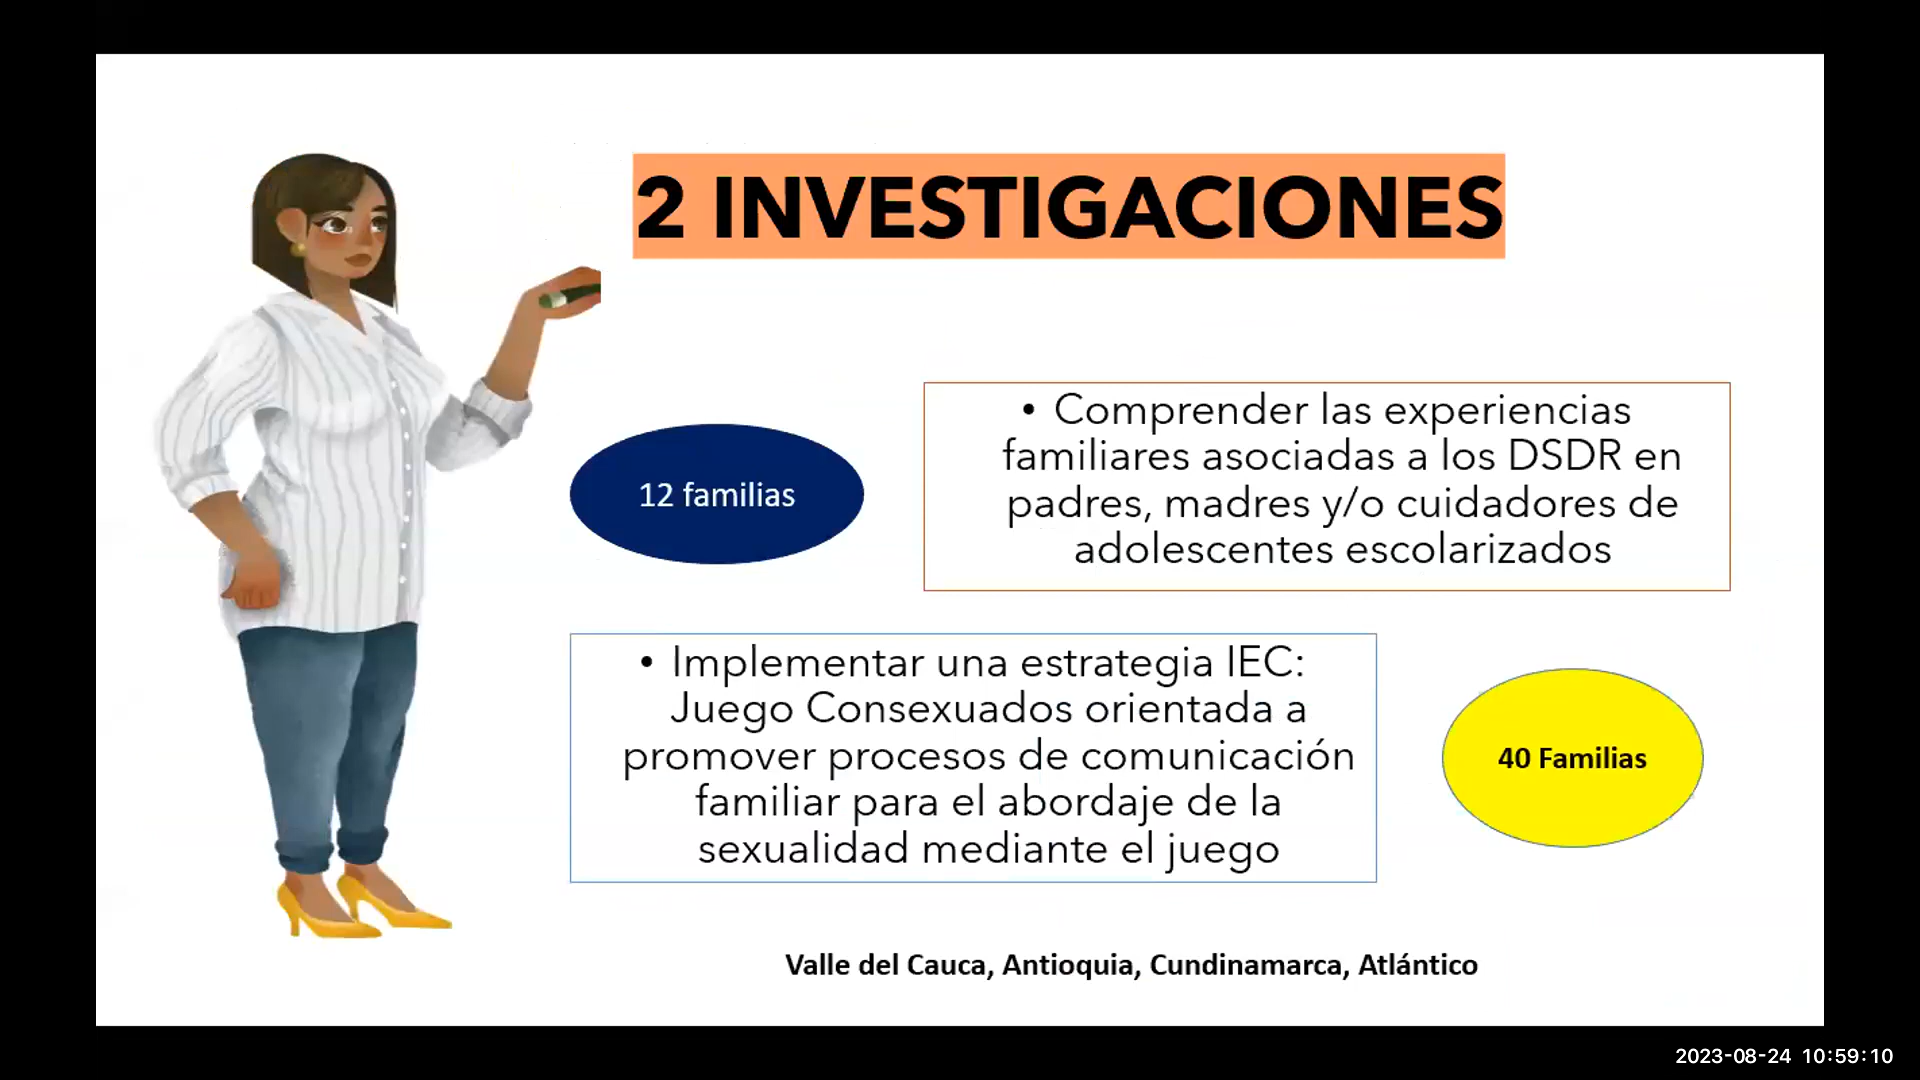 2 INVESTIGACIONES
12 familias
• Comprender las experiencias
familiares asociadas a los DSDR en
padres, madres y/o cuidadores de
adolescentes escolarizados
• Implementar una estrategia IEC:
Juego Consexuados orientada a
promover procesos de comunicación
familiar para el abordaje de la
sexualidad mediante el juego
40 Familias
Valle del Cauca, Antioquia, Cundinamarca, Atlántico
2023-08-24 10:59:10